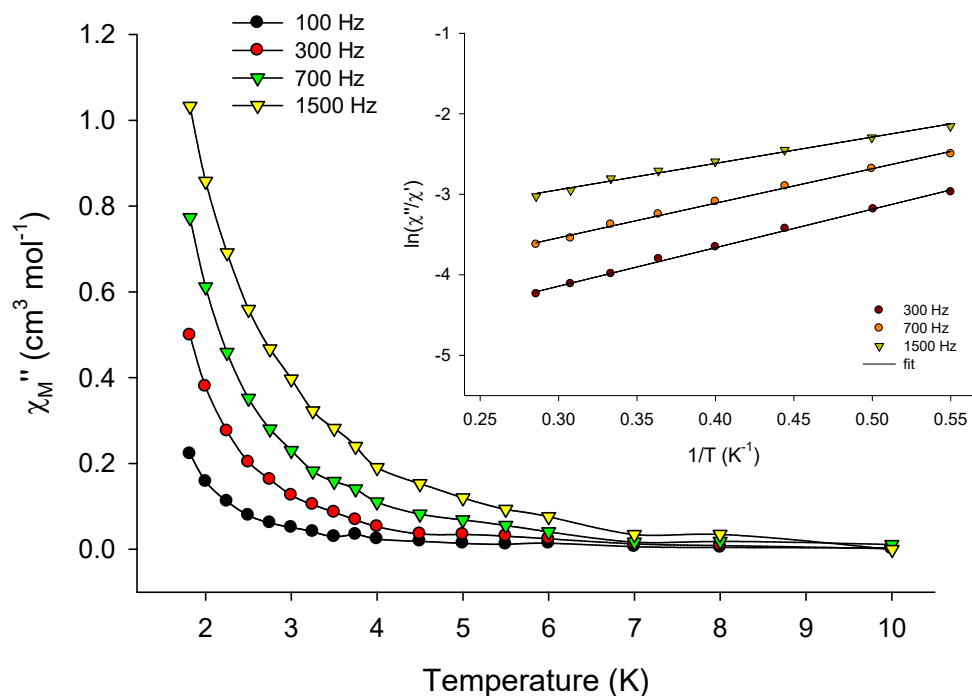 100 Hz
300 Hz
700 Hz
1500 Hz
χM'' (cm3 mol-1)
1.2
1.0
0.8
0.6
0.4
0.2
0.0
2 3 4 5 6 7 8 9 10
Temperature (K)
ln(χ''/χ')
-1
-2
-3
-4
-5
300 Hz
700 Hz
1500 Hz
fit
0.25 0.30 0.35 0.40 0.45 0.50 0.55
1/T (K-1)